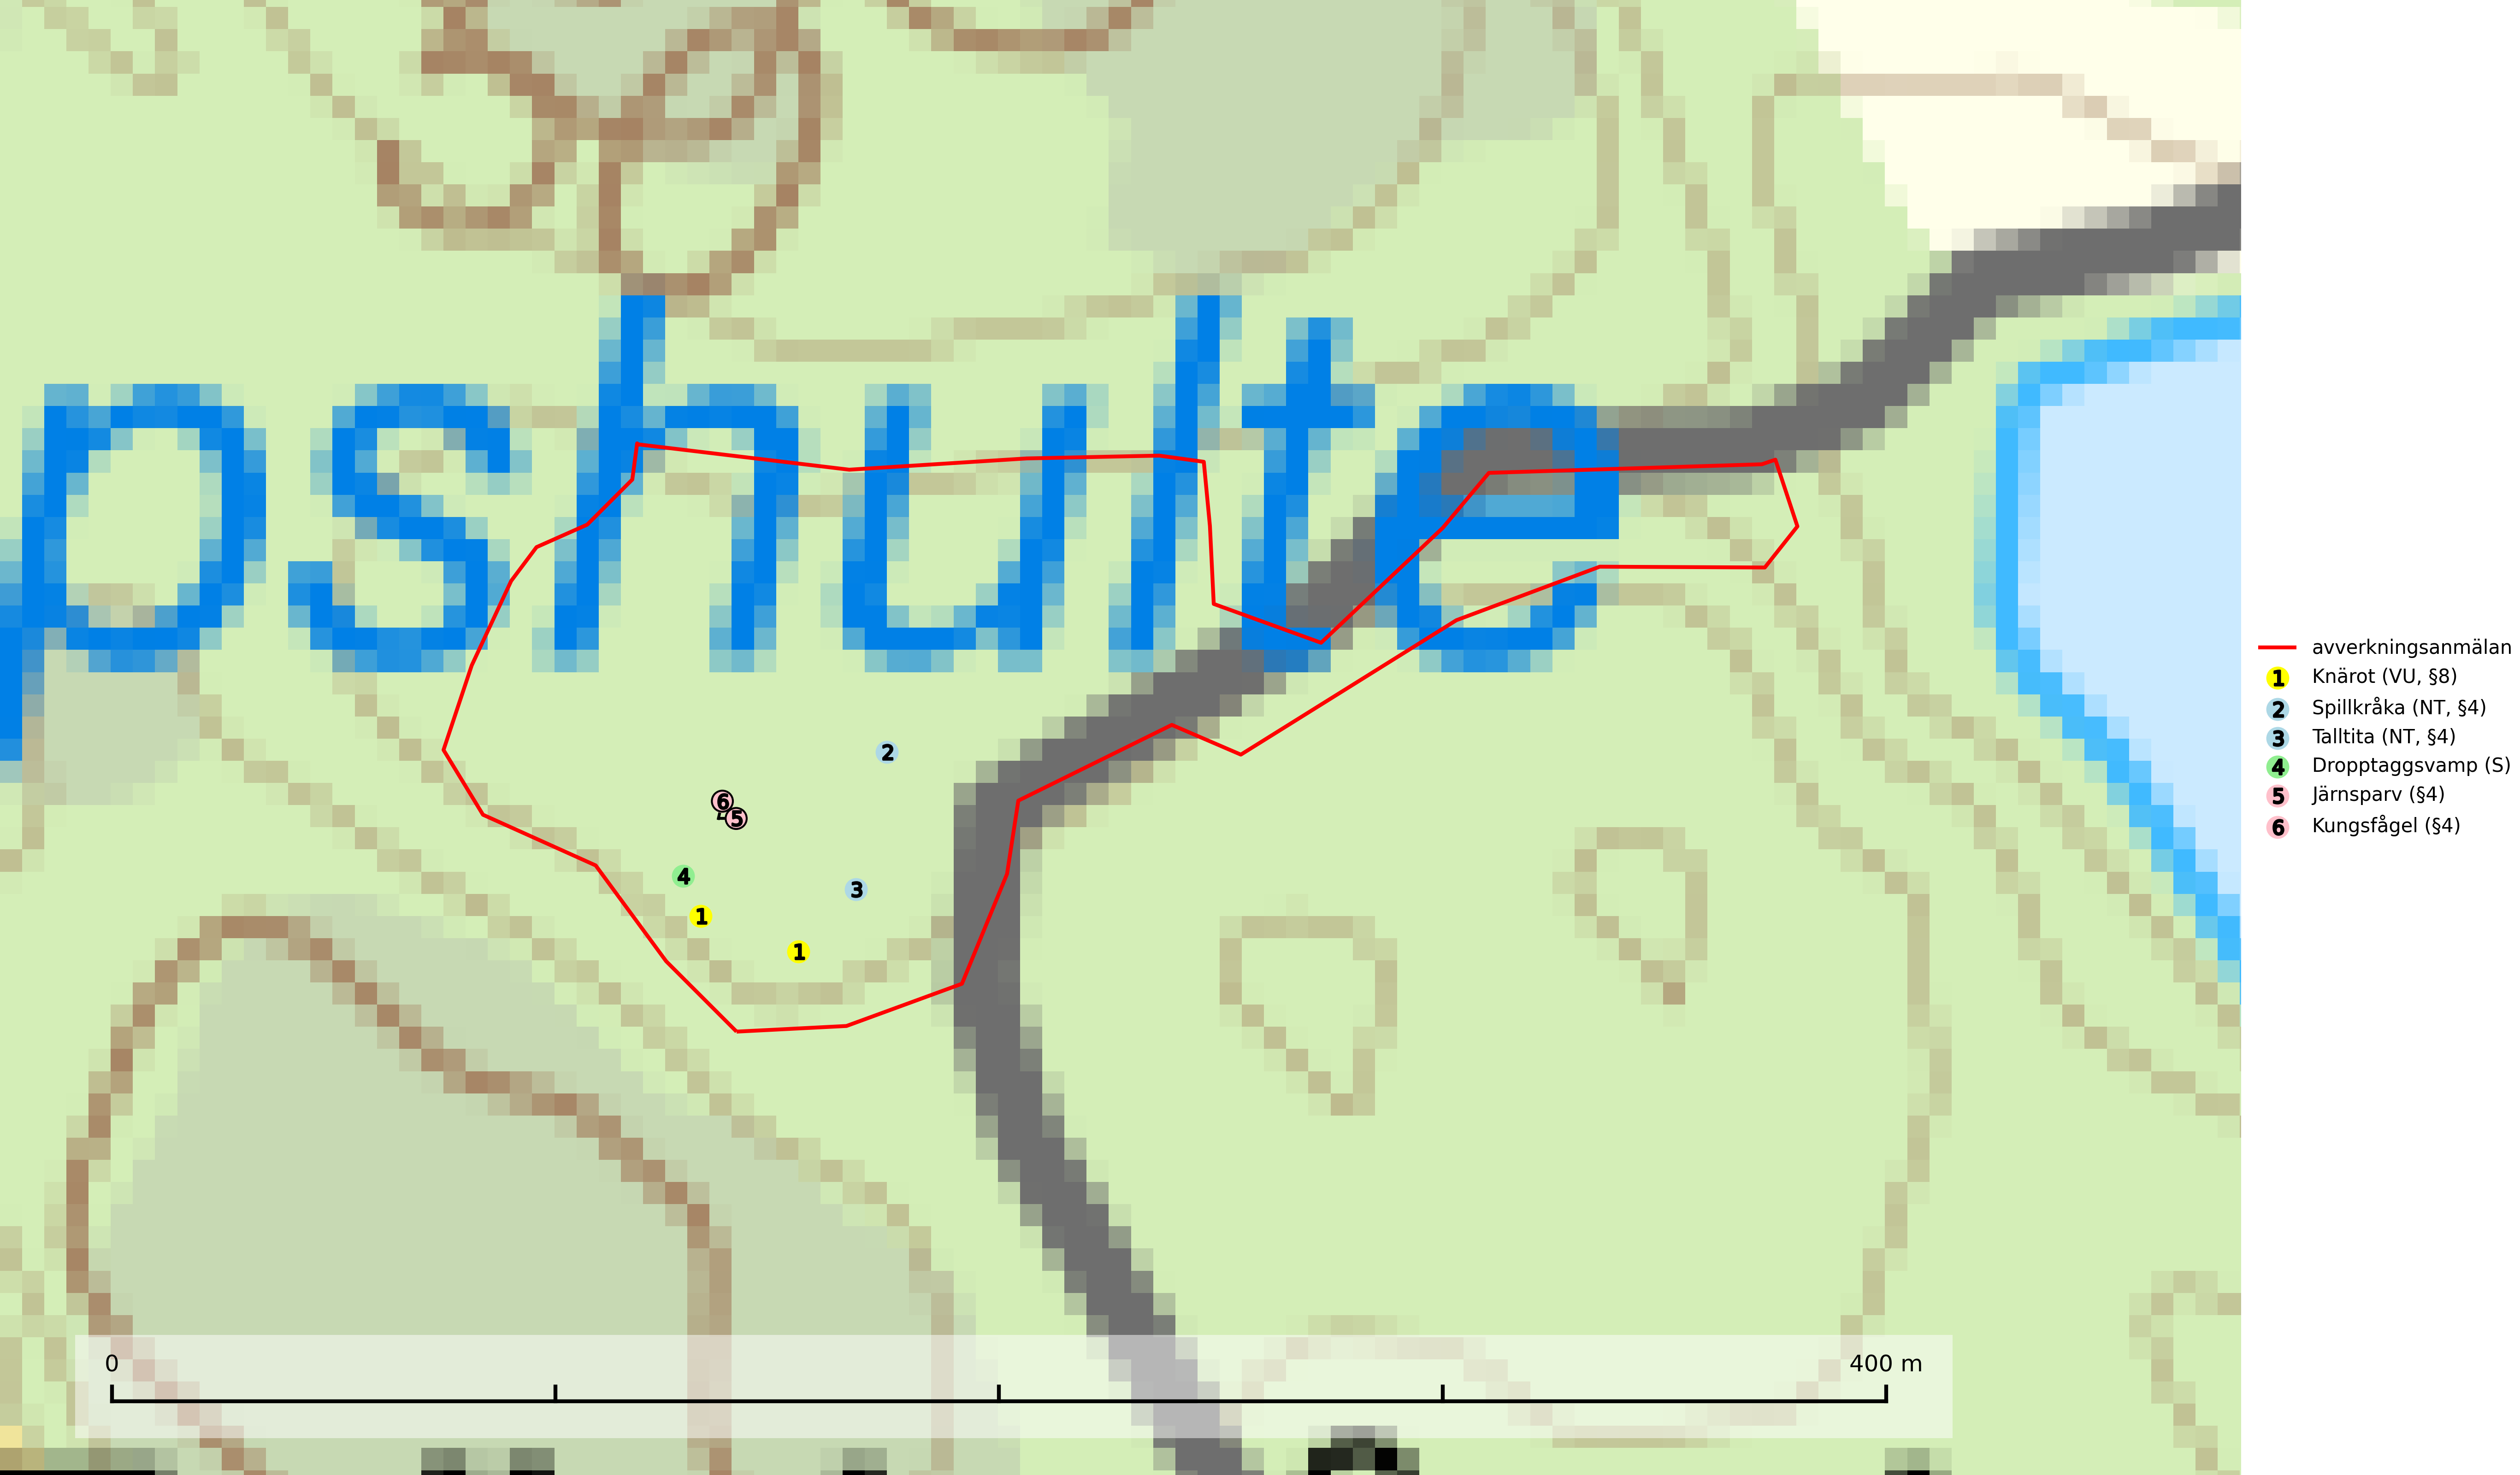 oshult
2
6
5
4
3
1
1
0
400 m
avverkningsanmälan
1 Knärot (VU, §8)
2 Spillkråka (NT, §4)
3 Talltita (NT, §4)
4 Dropptaggsvamp (S)
5 Järnsparv (§4)
6 Kungsfågel (§4)